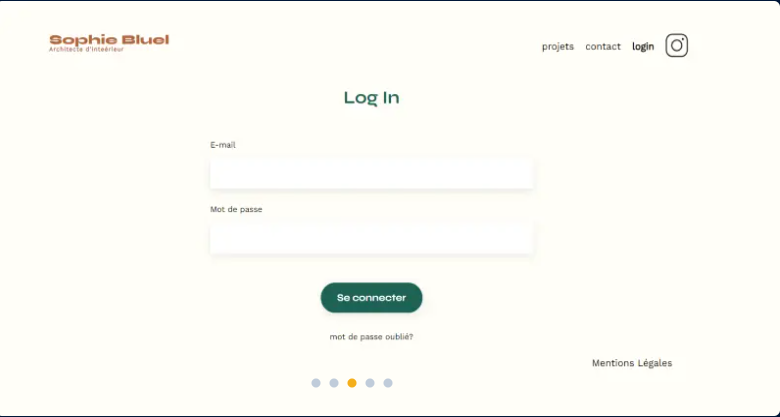 Sophie Bluel
Architecte d'Inteérieur
projets contact login
Log In
E-mail
Mot de passe
Se connecter
mot de passe oublié?
Mentions Légales